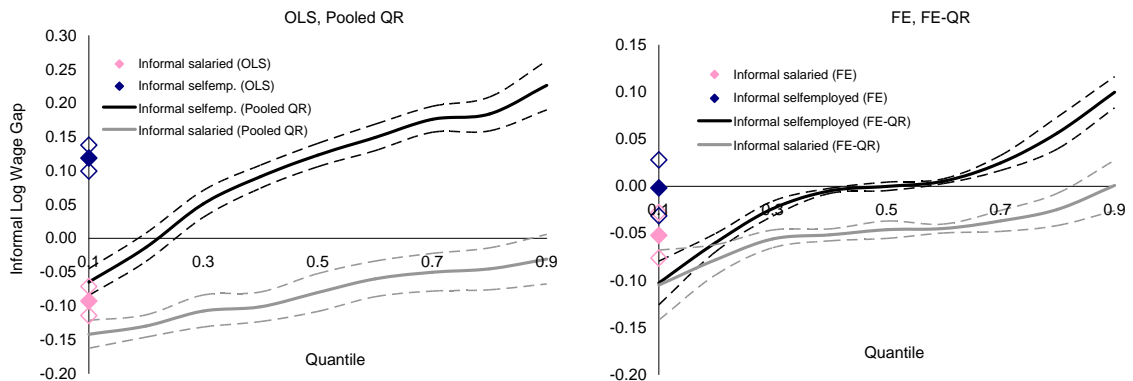 OLS, Pooled QR
0.30
0.25
0.20
0.15
0.10
0.05
0.00
-0.05
-0.10
-0.15
-0.20
Informal Log Wage Gap
Informal salaried (OLS)
Informal selfemp. (OLS)
Informal selfemp. (Pooled QR)
Informal salaried (Pooled QR)
0.1 0.3 0.5 0.7 0.9
Quantile
FE, FE-QR
0.15
0.10
0.05
0.00
-0.05
-0.10
-0.15
-0.20
Informal salaried (FE)
Informal selfemployed (FE)
Informal selfemployed (FE-QR)
Informal salaried (FE-QR)
0.1 0.3 0.5 0.7 0.9
Quantile